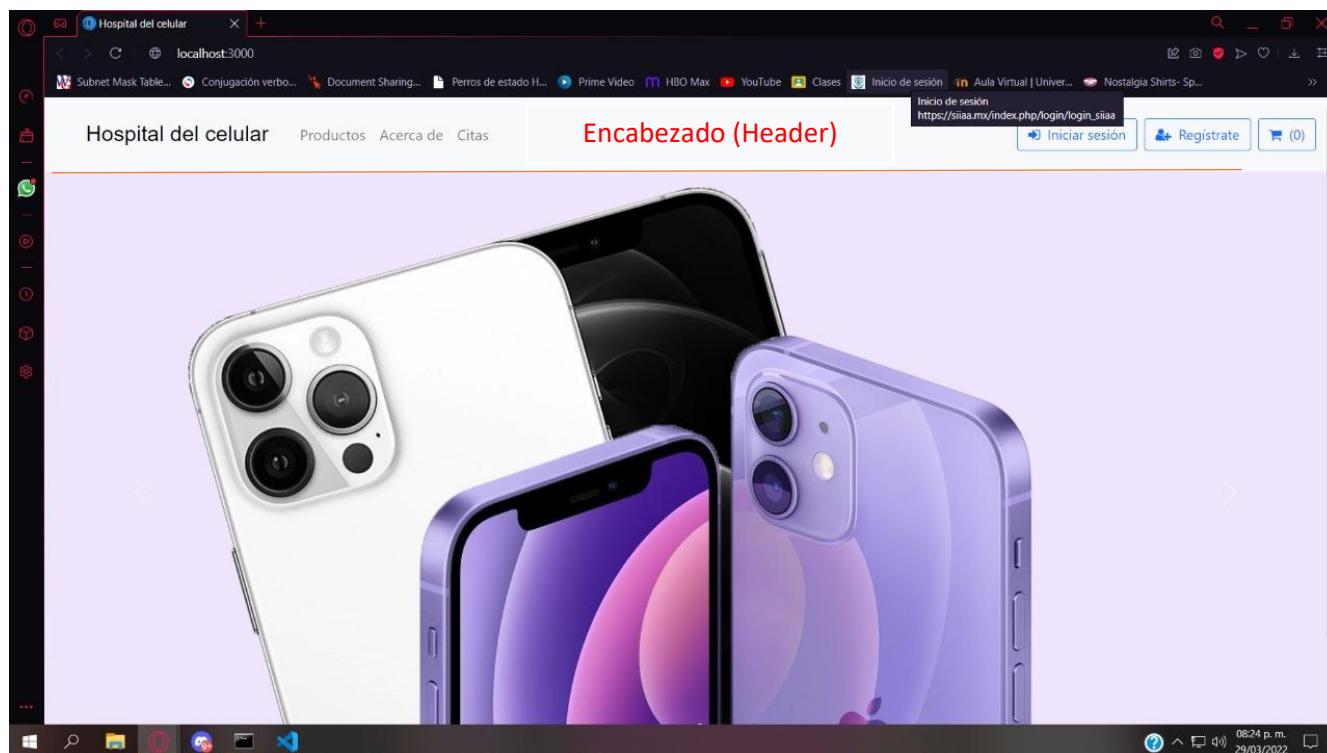 Hospital del celular
localhost:3000
Subnet Mask Table... Conjugación verbo... Document Sharing... Perros de estado H... Prime Video HBO Max YouTube Clases Inicio de sesión Aula Virtual | Univer... Nostalgia Shirts- Sp...
Inicio de sesión
https://siiaa.mx/index.php/login/login_siiaa
Hospital del celular Productos Acerca de Citas Encabezado (Header) Iniciar sesión Regístrate (0)
08:24 p. m.
29/03/2022